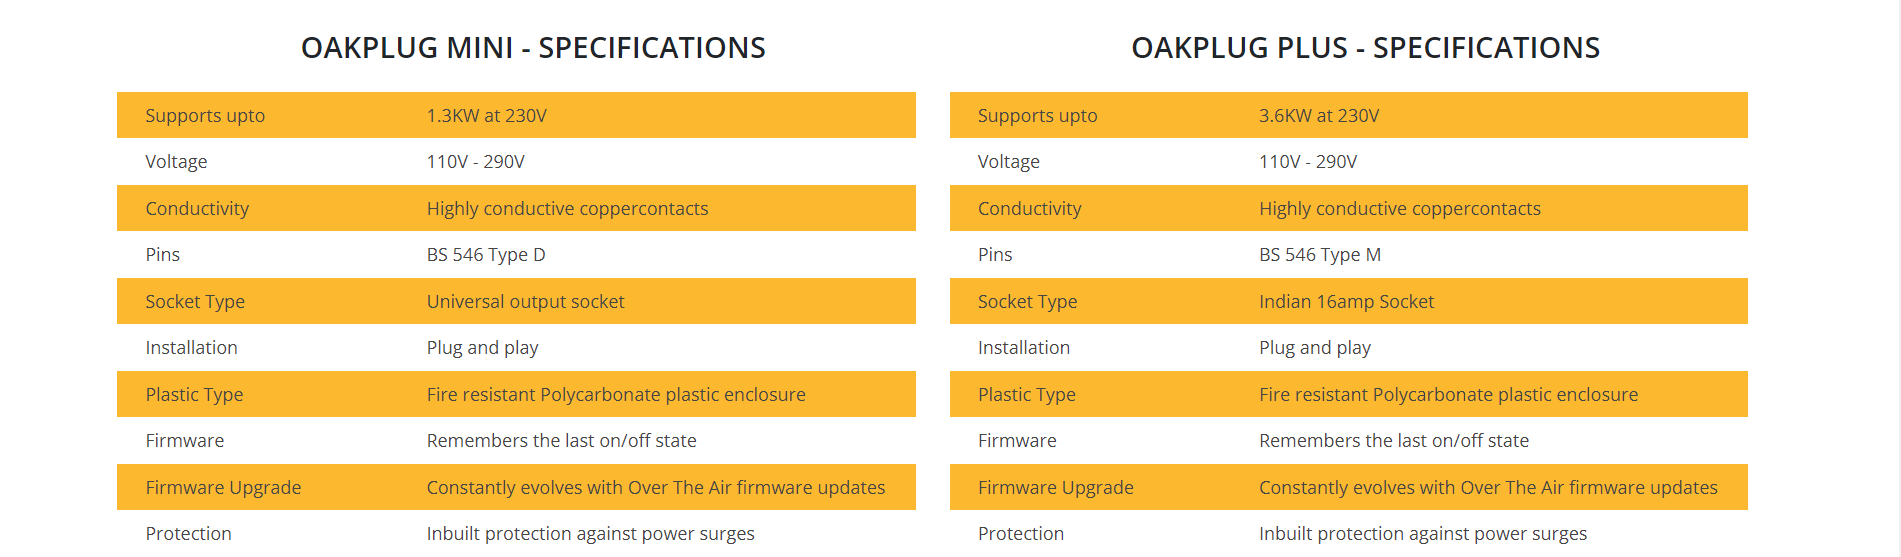 OAKPLUG MINI - SPECIFICATIONS
Supports upto 1.3KW at 230V
Voltage 110V - 290V
Conductivity Highly conductive coppercontacts
Pins BS 546 Type D
Socket Type Universal output socket
Installation Plug and play
Plastic Type Fire resistant Polycarbonate plastic enclosure
Firmware Remembers the last on/off state
Firmware Upgrade Constantly evolves with Over The Air firmware updates
Protection Inbuilt protection against power surges
OAKPLUG PLUS - SPECIFICATIONS
Supports upto 3.6KW at 230V
Voltage 110V - 290V
Conductivity Highly conductive coppercontacts
Pins BS 546 Type M
Socket Type Indian 16amp Socket
Installation Plug and play
Plastic Type Fire resistant Polycarbonate plastic enclosure
Firmware Remembers the last on/off state
Firmware Upgrade Constantly evolves with Over The Air firmware updates
Protection Inbuilt protection against power surges